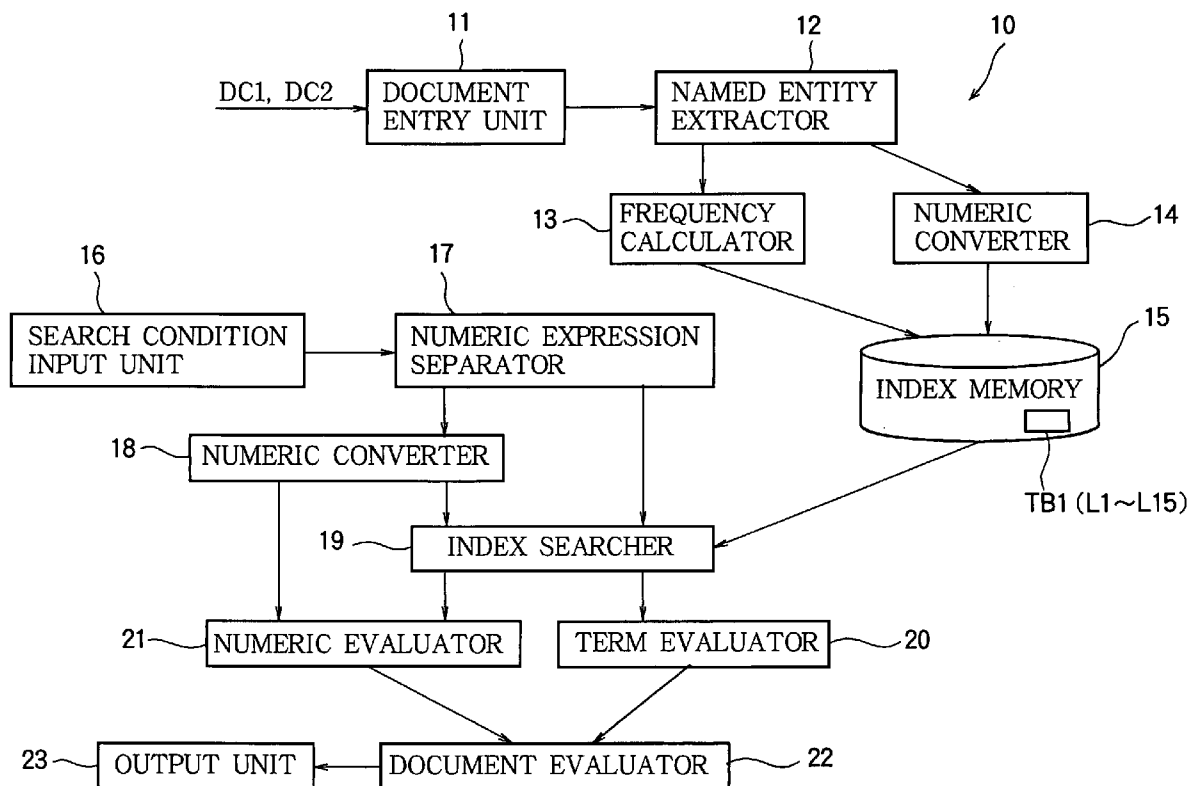 11
12
10
DC1, DC2
DOCUMENT
ENTRY UNIT
NAMED ENTITY
EXTRACTOR
13
FREQUENCY
CALCULATOR
NUMERIC
CONVERTER
14
16
17
15
SEARCH CONDITION
INPUT UNIT
NUMERIC EXPRESSION
SEPARATOR
INDEX MEMORY
TB1 (L1~L15)
18
NUMERIC CONVERTER
19
INDEX SEARCHER
21
NUMERIC EVALUATOR
TERM EVALUATOR
20
23
OUTPUT UNIT
DOCUMENT EVALUATOR
22